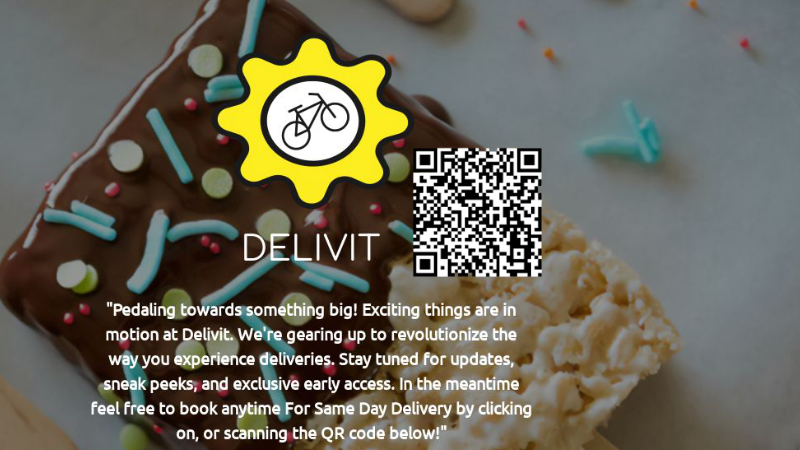 DELIVIT
"Pedaling towards something big! Exciting things are in
motion at Delivit. We're gearing up to revolutionize the
way you experience deliveries. Stay tuned for updates,
sneak peeks, and exclusive early access. In the meantime
feel free to book anytime For Same Day Delivery by clicking
on, or scanning the QR code below!"